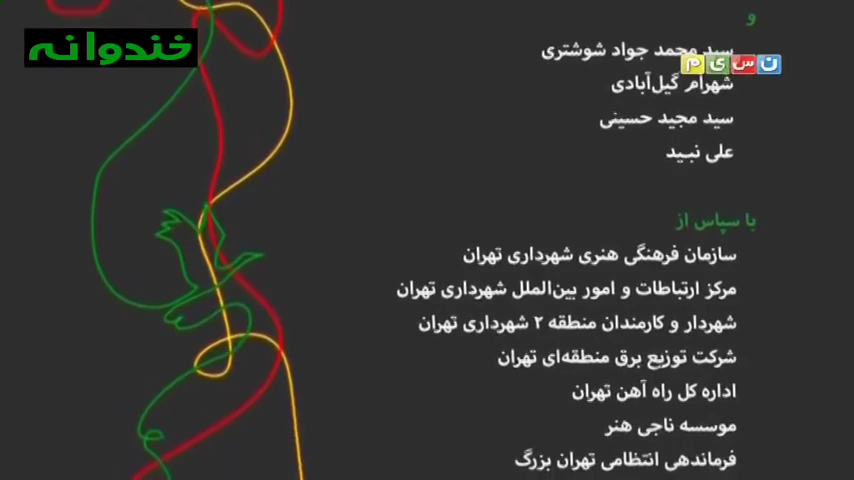 خندوانه
و
سید محمد جواد شوشتری
نسیم
شهرام گیل‌آبادی
سید مجید حسینی
علی نبـید
با سپاس از
سازمان فرهنگی هنری شهرداری تهران
مرکز ارتباطات و امور بین‌الملل شهرداری تهران
شهردار و کارمندان منطقه ۲ شهرداری تهران
شرکت توزیع برق منطقه‌ای تهران
اداره کل راه آهن تهران
موسسه ناجی هنر
فرماندهی انتظامی تهران بزرگ